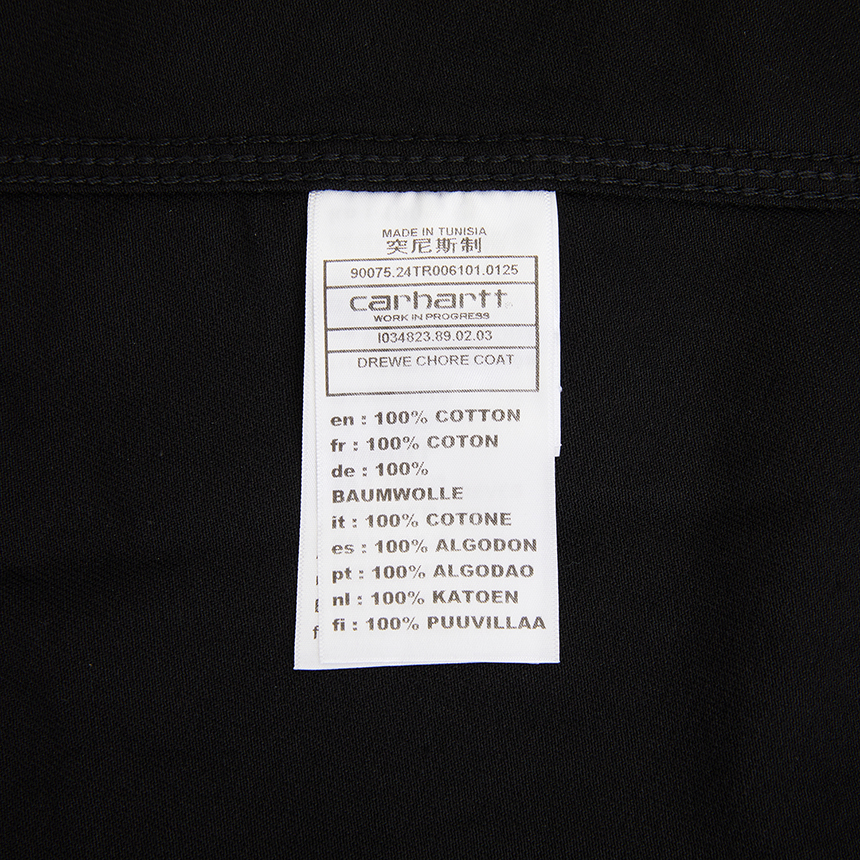 MADE IN TUNISIA
突尼斯制
90075.24TR006101.0125
carhartt
WORK IN PROGRESS
I034823.89.02.03
DREWE CHORE COAT
en : 100% COTTON
fr : 100% COTON
de : 100%
BAUMWOLLE
it : 100% COTONE
es : 100% ALGODON
pt : 100% ALGODAO
nl : 100% KATOEN
fi : 100% PUUVILLAA